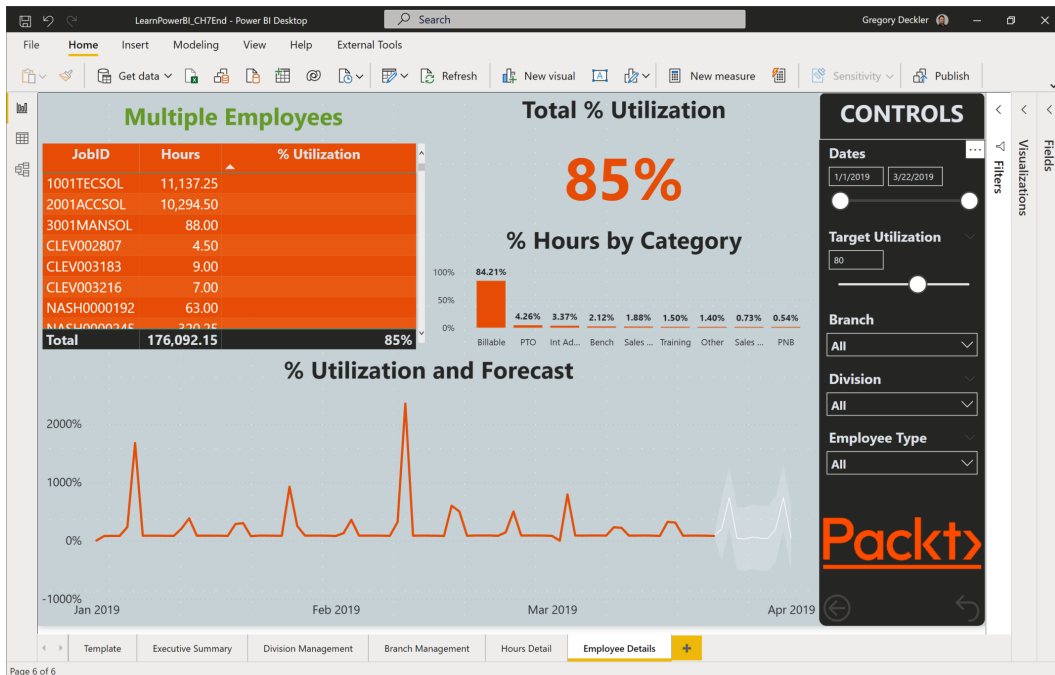 LearnPowerBI_CH7End - Power BI Desktop
Search
Gregory Deckler
File Home Insert Modeling View Help External Tools
Get data Refresh New visual New measure Sensitivity Publish
Multiple Employees
JobID Hours % Utilization
1001TECSOL 11,137.25
2001ACCSOL 10,294.50
3001MANSOL 88.00
CLEV002807 4.50
CLEV003183 9.00
CLEV003216 7.00
NASH0000192 63.00
NASH0000245 320.25
Total 176,092.15 85%
Total % Utilization
85%
% Hours by Category
100%
50%
0%
84.21% 4.26% 3.37% 2.12% 1.88% 1.50% 1.40% 0.73% 0.54%
Billable PTO Int Ad... Bench Sales ... Training Other Sales ... PNB
% Utilization and Forecast
2000%
1000%
0%
-1000%
Jan 2019 Feb 2019 Mar 2019 Apr 2019
CONTROLS
Dates
1/1/2019 3/22/2019
Target Utilization
80
Branch
All
Division
All
Employee Type
All
Packt>
Filters
Visualizations
Fields
Template Executive Summary Division Management Branch Management Hours Detail Employee Details +
Page 6 of 6